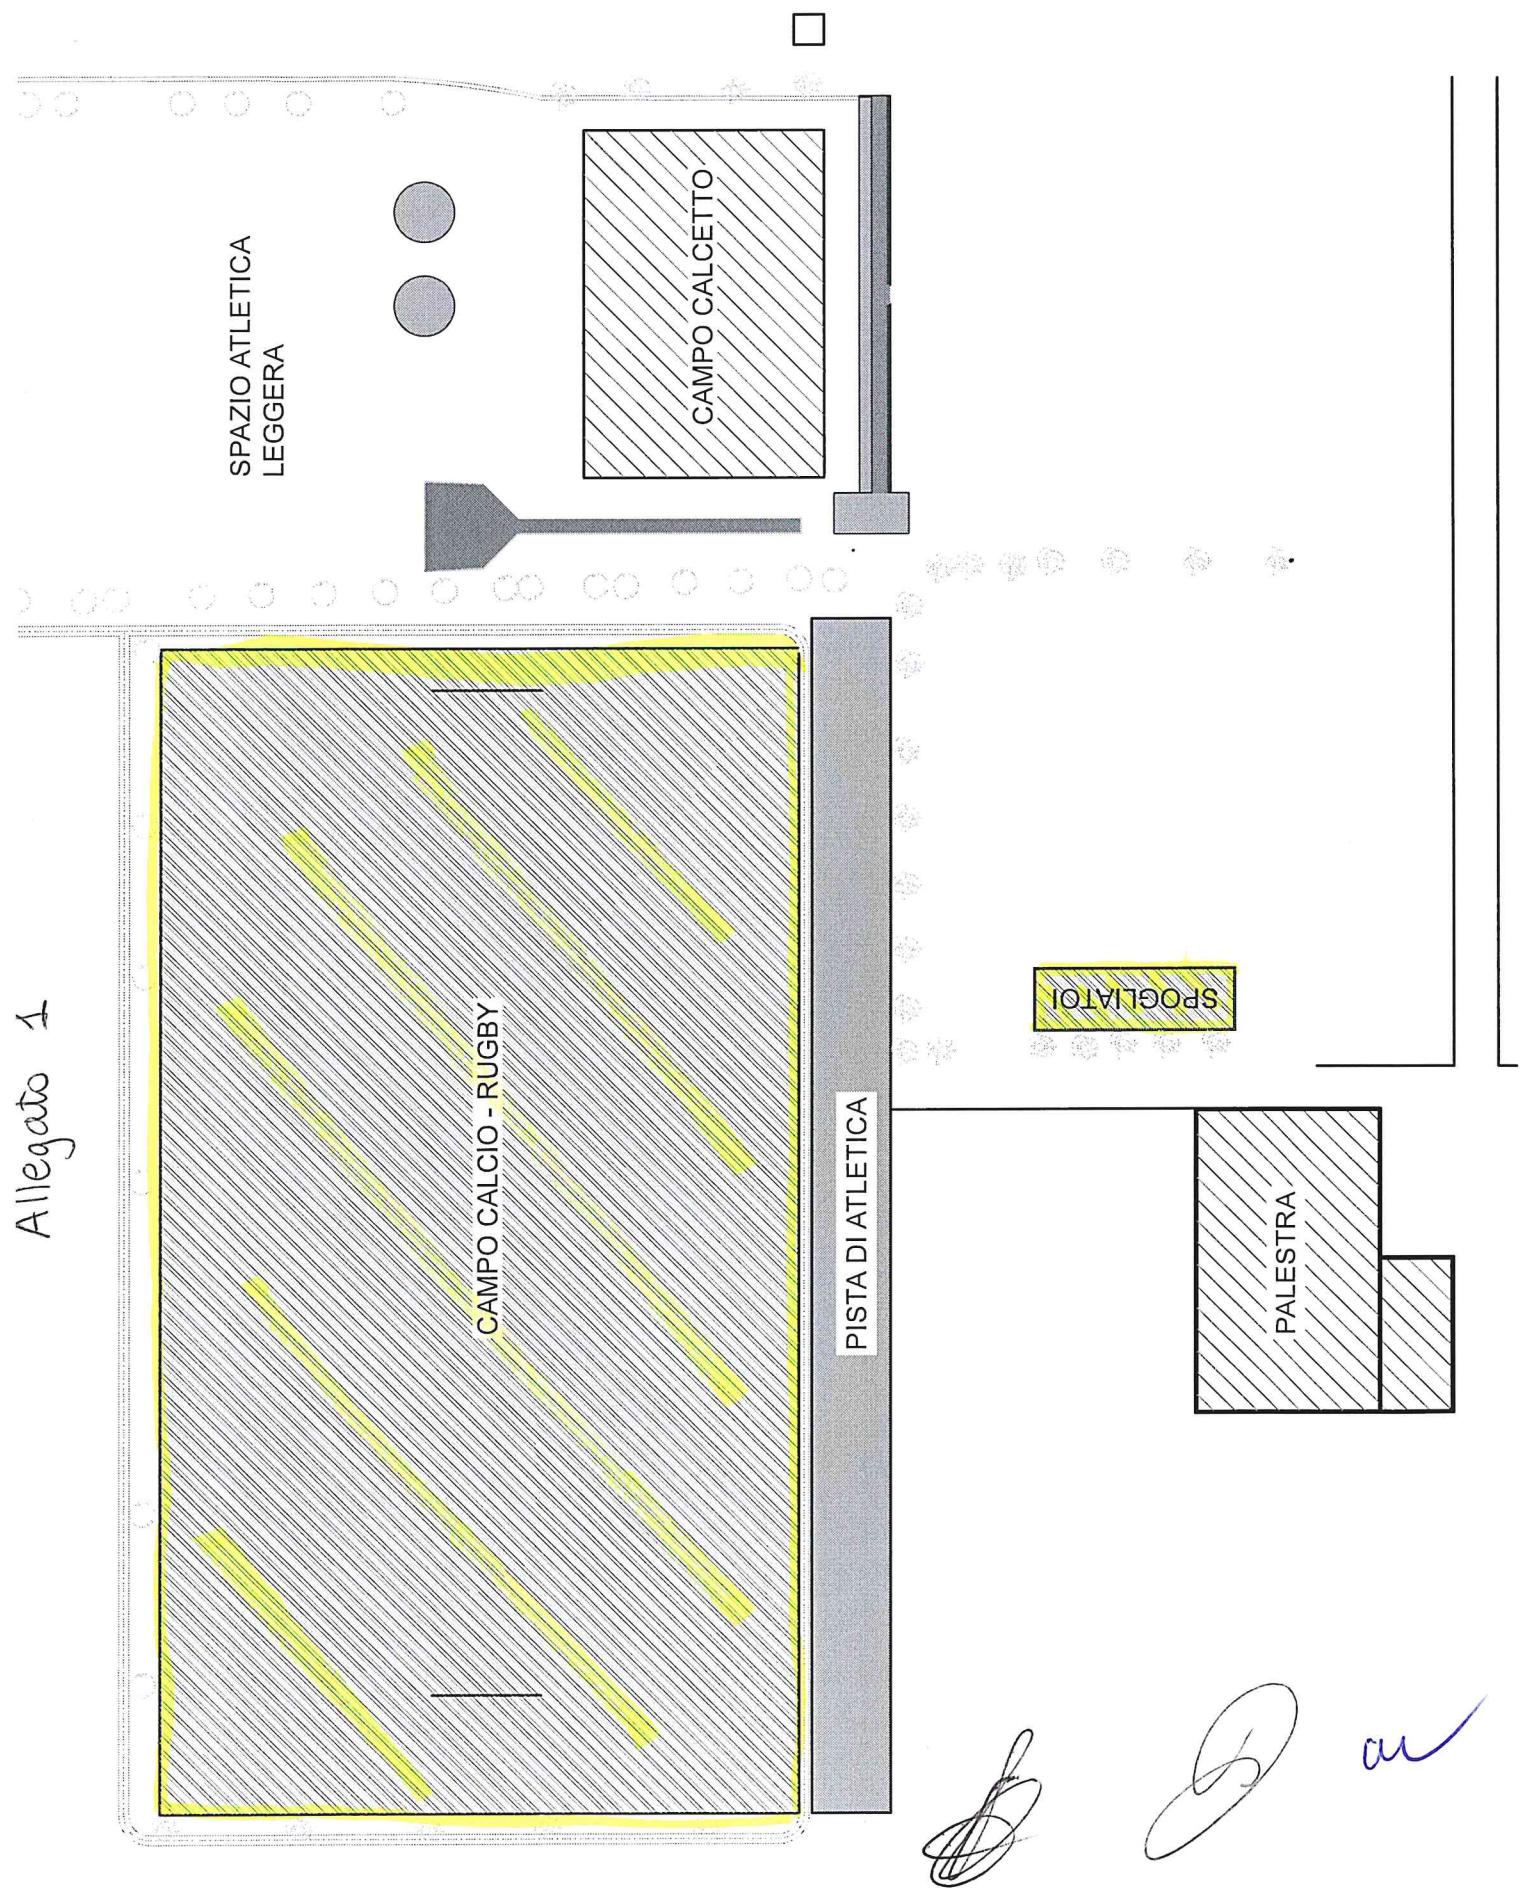 Allegato 1
SPAZIO ATLETICA
LEGGERA
CAMPO CALCETTO
CAMPO CALCIO - RUGBY
PISTA DI ATLETICA
SPOGLIATOI
PALESTRA